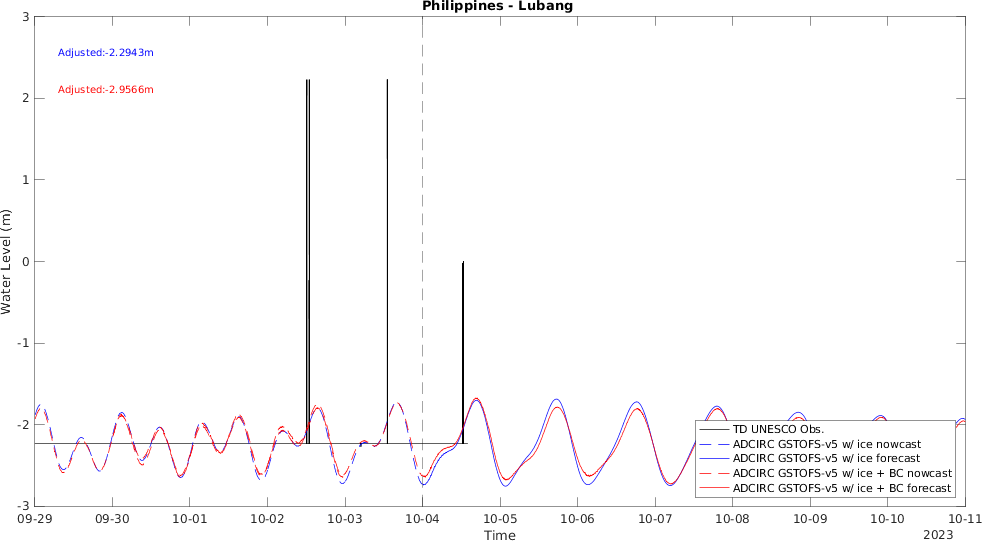 Philippines - Lubang
3
Adjusted:-2.2943m
Adjusted:-2.9566m
2
1
0
-1
-2
-3
Water Level (m)
TD UNESCO Obs.
ADCIRC GSTOFS-v5 w/ ice nowcast
ADCIRC GSTOFS-v5 w/ ice forecast
ADCIRC GSTOFS-v5 w/ ice + BC nowcast
ADCIRC GSTOFS-v5 w/ ice + BC forecast
09-29 09-30 10-01 10-02 10-03 10-04 10-05 10-06 10-07 10-08 10-09 10-10 10-11
Time
2023